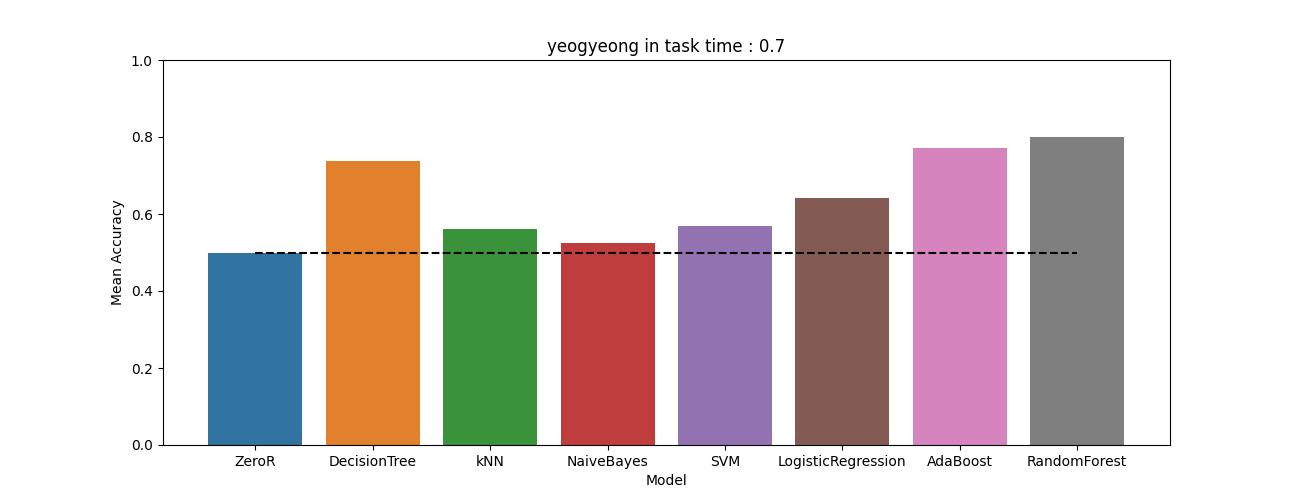 yeogyeong in task time : 0.7
1.0
0.8
0.6
0.4
0.2
0.0
Mean Accuracy
ZeroR DecisionTree kNN NaiveBayes SVM LogisticRegression AdaBoost RandomForest
Model